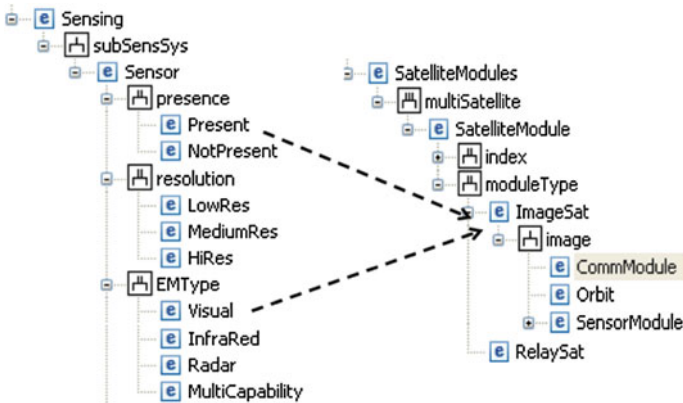 Sensing
subSensSys
Sensor
presence
Present
NotPresent
resolution
LowRes
MediumRes
HiRes
EMType
Visual
InfraRed
Radar
MultiCapability
SatelliteModules
multiSatellite
SatelliteModule
index
moduleType
ImageSat
image
CommModule
Orbit
SensorModule
RelaySat